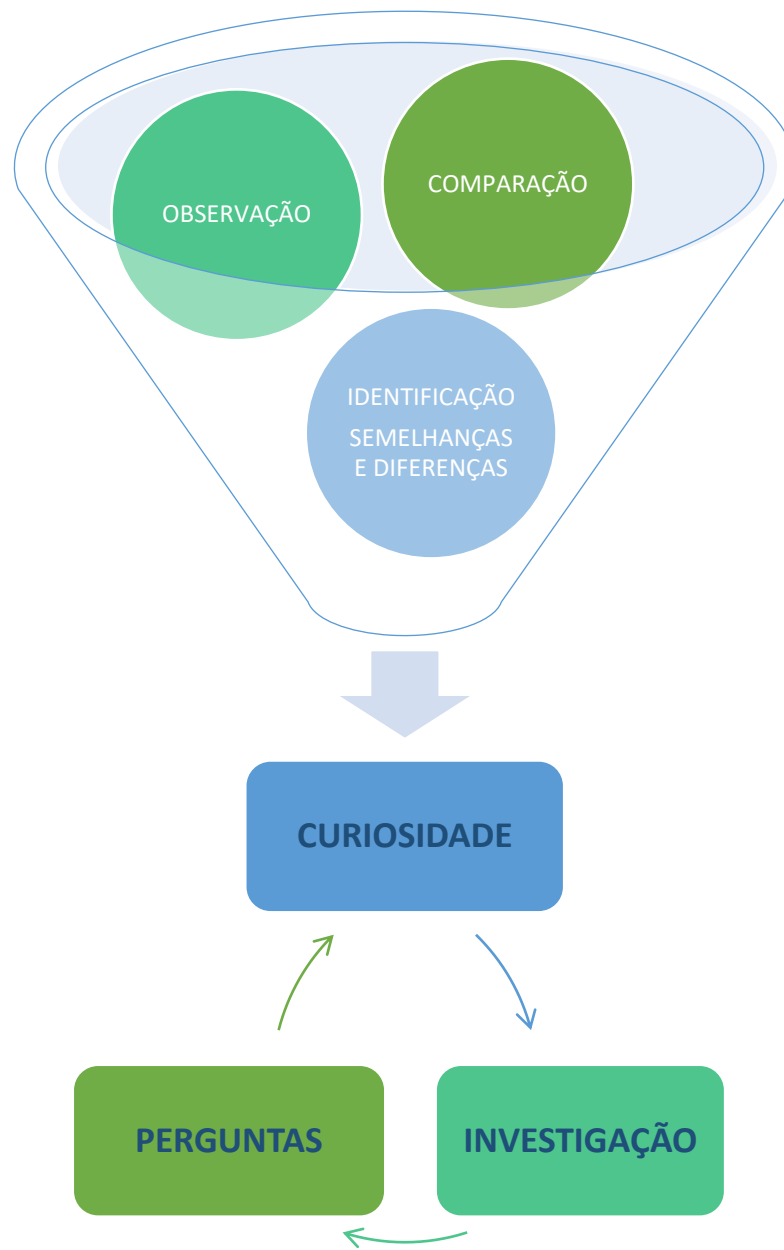 OBSERVAÇÃO
COMPARAÇÃO
IDENTIFICAÇÃO
SEMELHANÇAS
E DIFERENÇAS
CURIOSIDADE
PERGUNTAS
INVESTIGAÇÃO